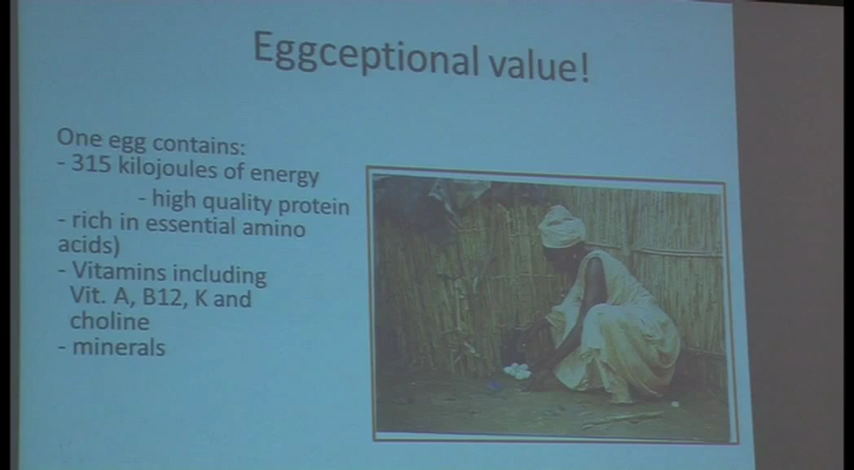 Eggceptional value!
One egg contains:
- 315 kilojoules of energy
- high quality protein
- rich in essential amino
acids)
- Vitamins including
Vit. A, B12, K and
choline
- minerals